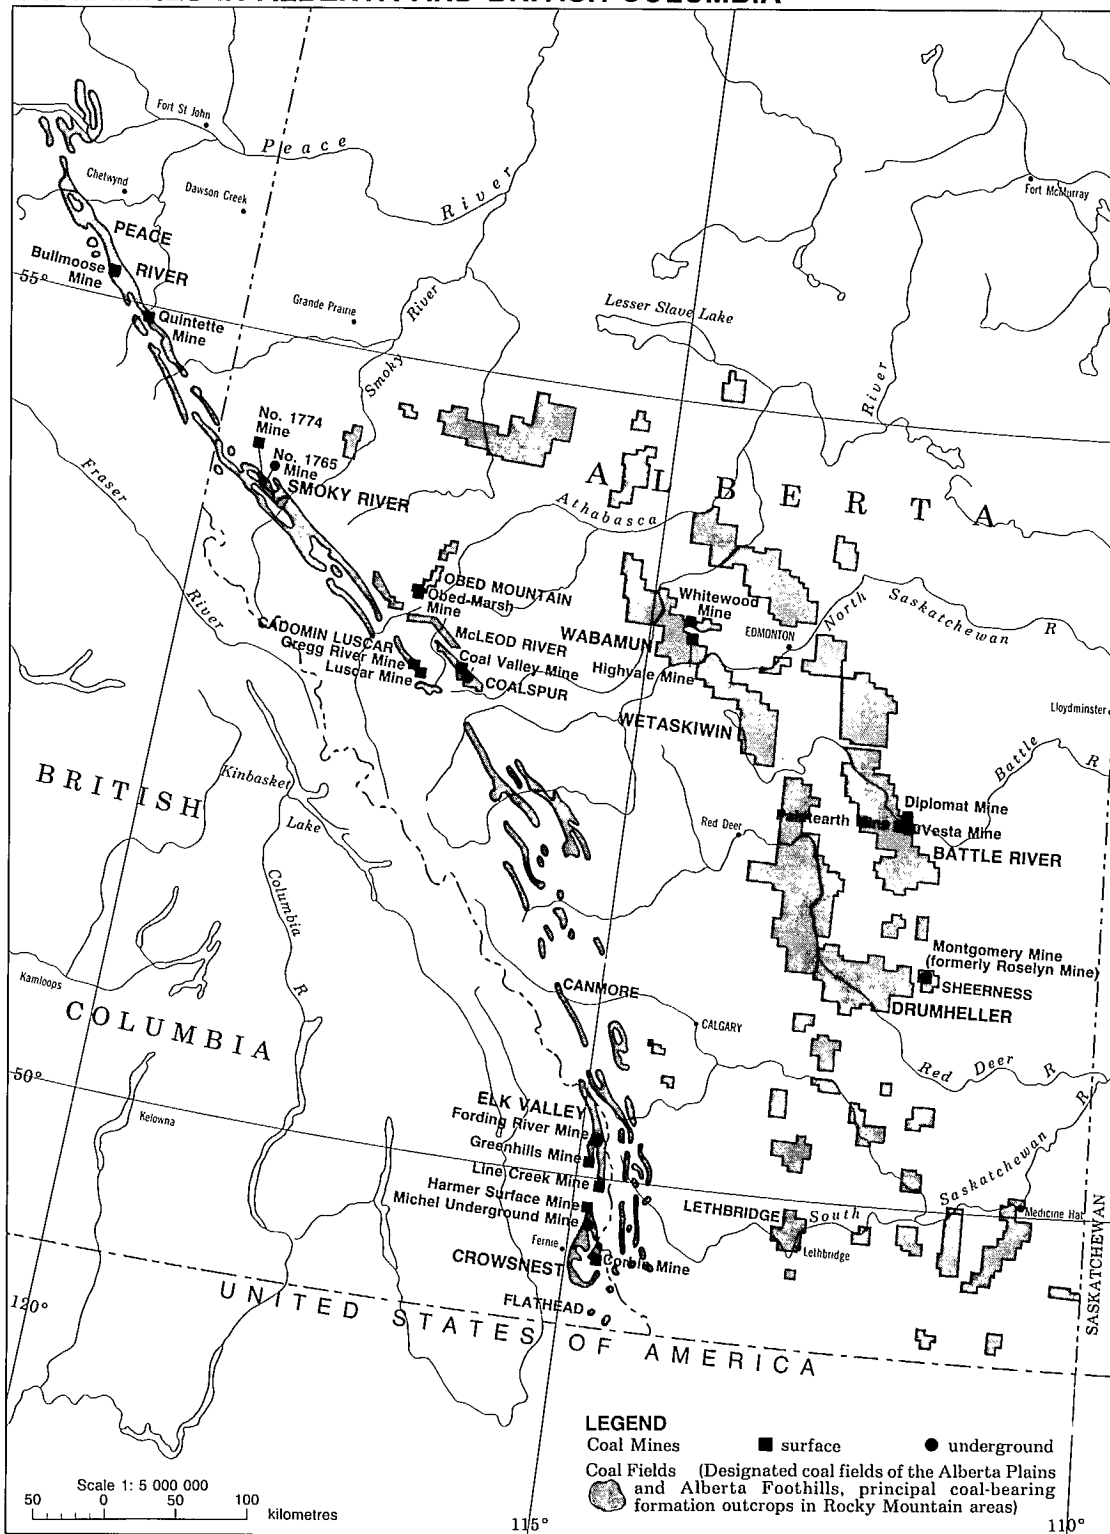 ALBERTA AND BRITISH COLUMBIA
Fort St John
Peace
River
Chetwynd
Dawson Creek
Fort McMurray
PEACE
RIVER
Bullmoose
Mine
55°
Quintette
Mine
Grande Prairie
Smoky
River
Lesser Slave Lake
River
No. 1774
Mine
No. 1765
Mine
SMOKY RIVER
ALBERTA
Athabasca
Fraser
River
OBED MOUNTAIN
Obed-Marsh
Mine
McLEOD RIVER
CADOMIN LUSCAR
Gregg River Mine
Luscar Mine
Coal Valley Mine
COALSPUR
WABAMUN
Whitewood
Mine
EDMONTON
Highvale Mine
North
Saskatchewan
R
WETASKIWIN
Lloydminster
Battle
R
BRITISH
Kinbasket
Lake
Red Deer
Diplomat Mine
Paintearth Mine
Vesta Mine
BATTLE RIVER
Columbia
R
Montgomery Mine
(formerly Roselyn Mine)
SHEERNESS
DRUMHELLER
Kamloops
COLUMBIA
CANMORE
CALGARY
Red Deer
R
50°
Kelowna
ELK VALLEY
Fording River Mine
Greenhills Mine
Line Creek Mine
Harmer Surface Mine
Michel Underground Mine
Fernie
CROWSNEST
Corbin Mine
FLATHEAD
LETHBRIDGE
Lethbridge
South
Saskatchewan
R
Medicine Hat
SASKATCHEWAN
120°
UNITED STATES OF AMERICA
LEGEND
Coal Mines surface underground
Coal Fields (Designated coal fields of the Alberta Plains
and Alberta Foothills, principal coal-bearing
formation outcrops in Rocky Mountain areas)
Scale 1: 5 000 000
50 0 50 100
kilometres
115°
110°